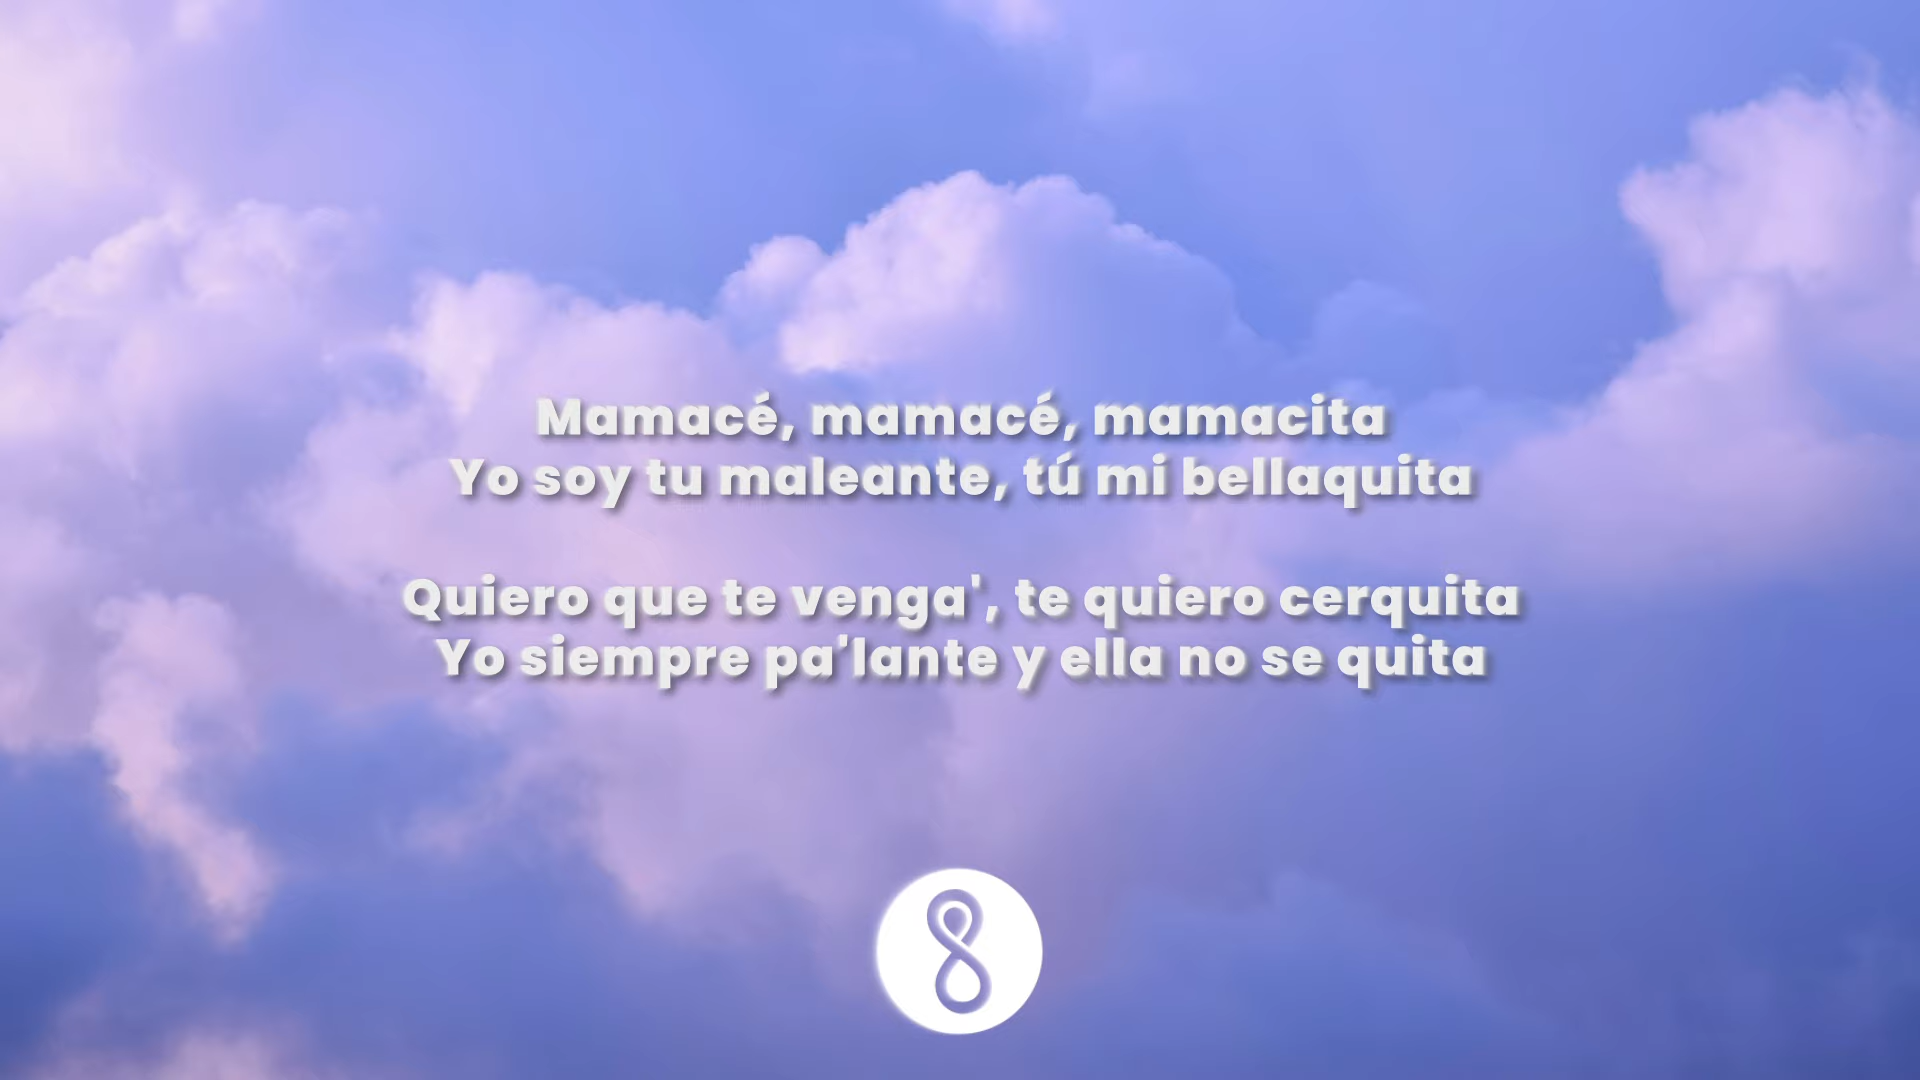 Mamacé, mamacé, mamacita
Yo soy tu maleante, tú mi bellaquita
Quiero que te venga', te quiero cerquita
Yo siempre pa'lante y ella no se quita
8